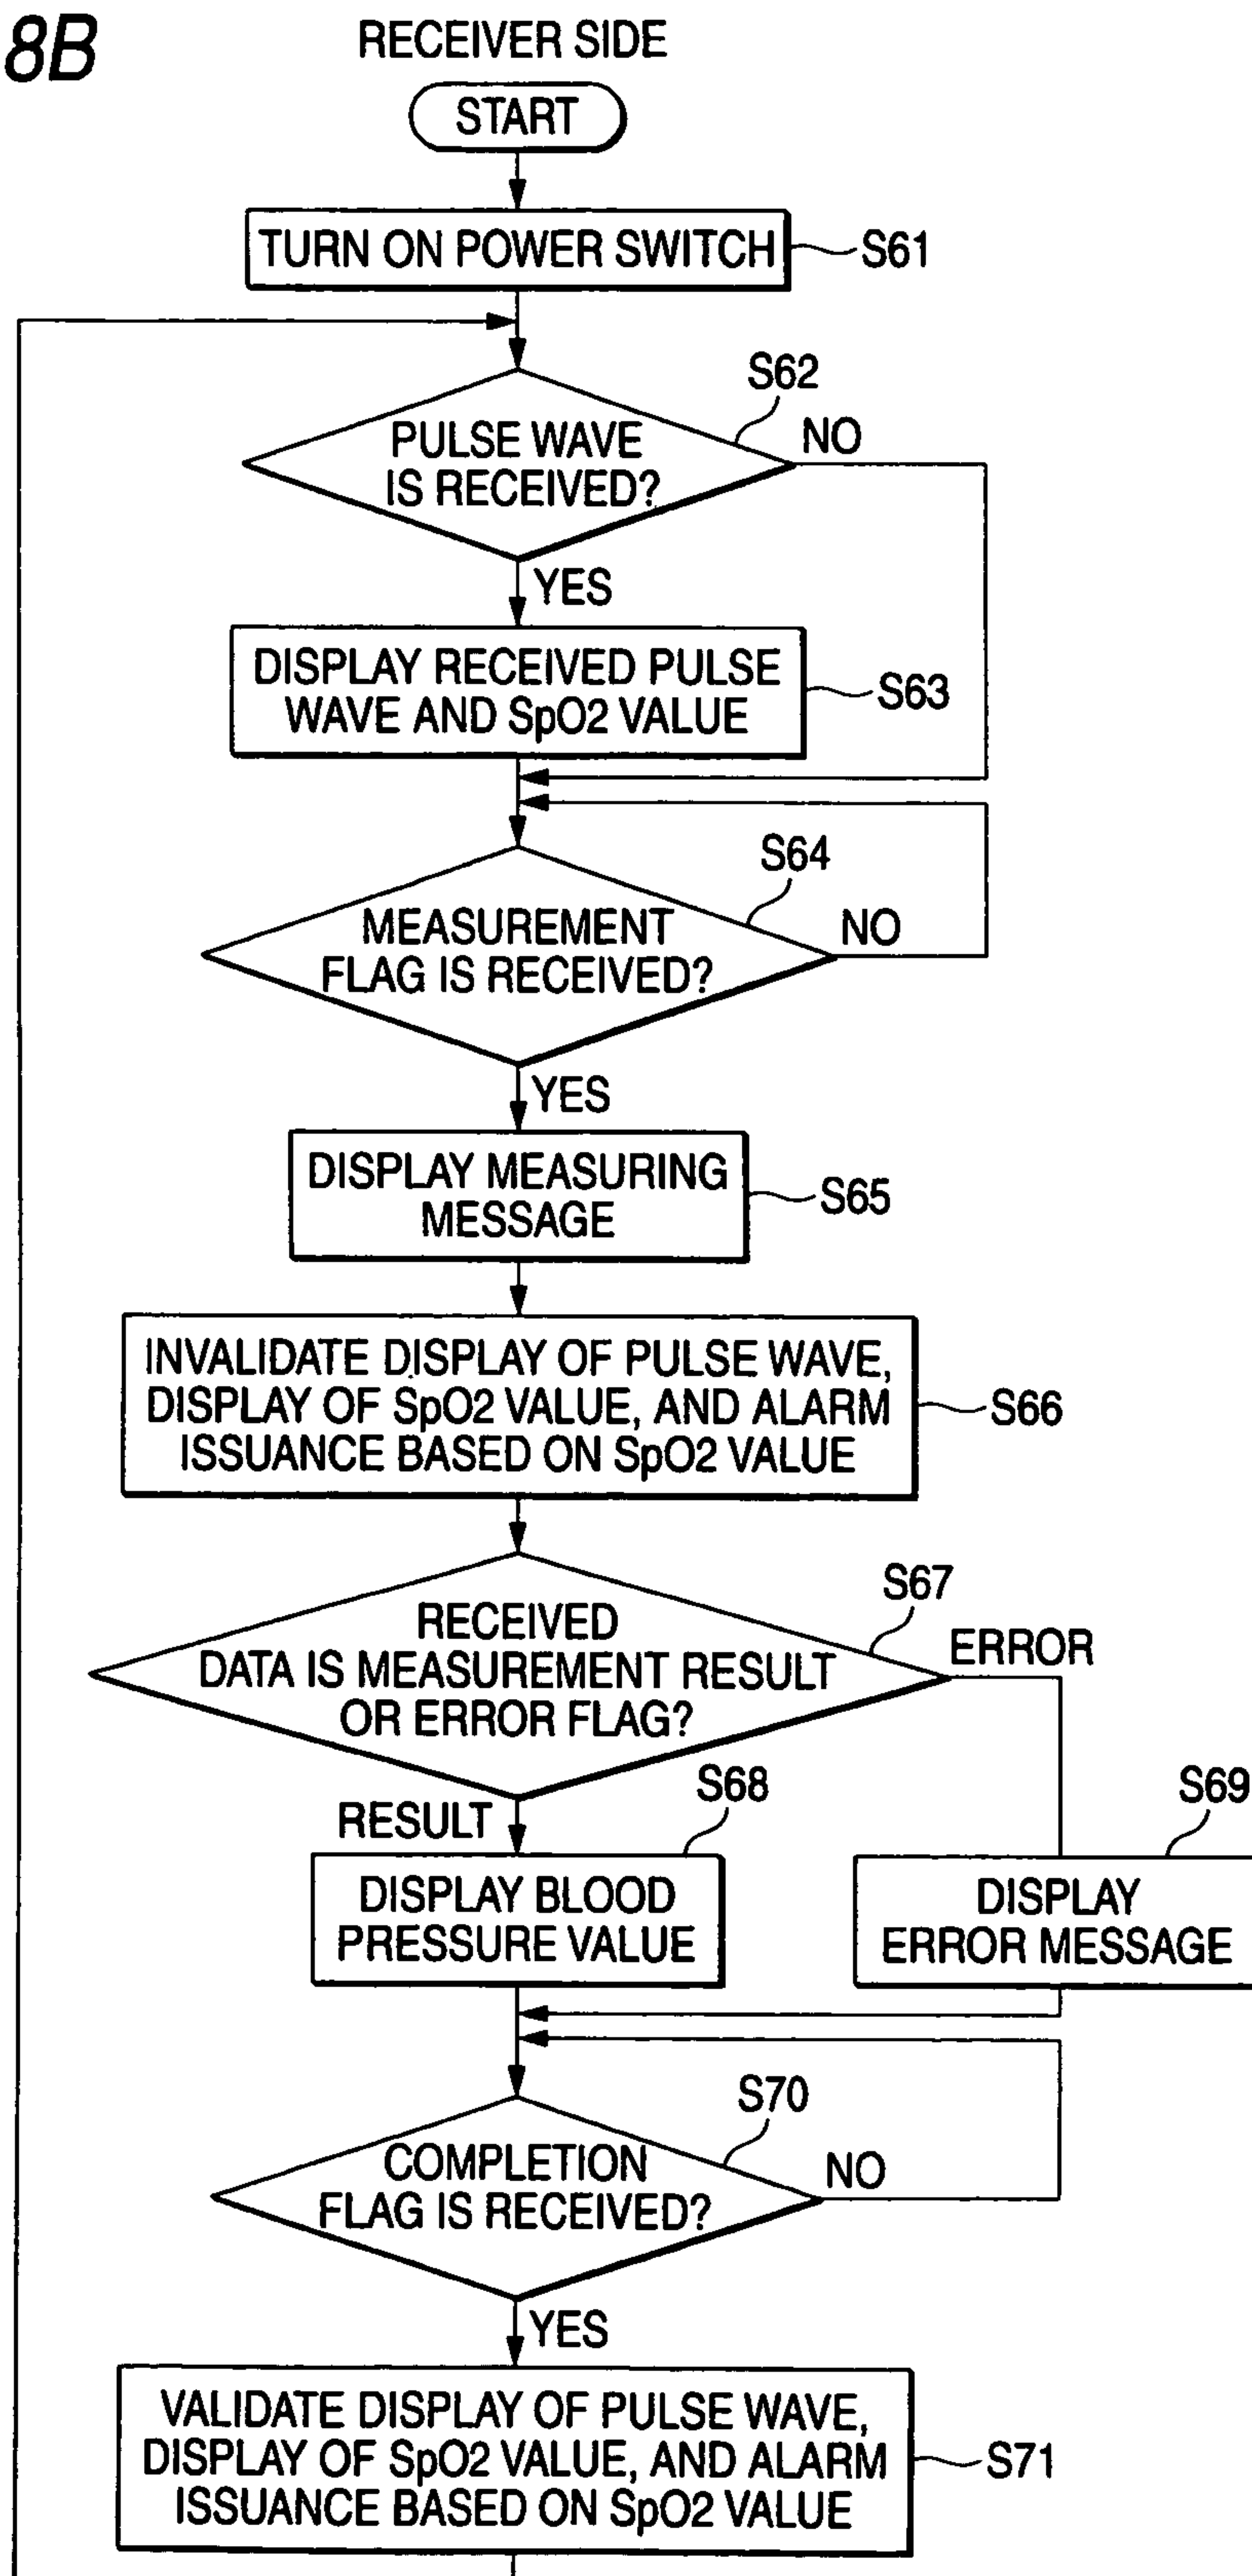 8B
RECEIVER SIDE
START
TURN ON POWER SWITCH
S61
S62
PULSE WAVE
IS RECEIVED?
NO
YES
DISPLAY RECEIVED PULSE
WAVE AND SpO2 VALUE
S63
S64
MEASUREMENT
FLAG IS RECEIVED?
NO
YES
DISPLAY MEASURING
MESSAGE
S65
INVALIDATE DISPLAY OF PULSE WAVE,
DISPLAY OF SpO2 VALUE, AND ALARM
ISSUANCE BASED ON SpO2 VALUE
S66
S67
RECEIVED
DATA IS MEASUREMENT RESULT
OR ERROR FLAG?
ERROR
RESULT
S68
DISPLAY BLOOD
PRESSURE VALUE
S69
DISPLAY
ERROR MESSAGE
S70
COMPLETION
FLAG IS RECEIVED?
NO
YES
VALIDATE DISPLAY OF PULSE WAVE,
DISPLAY OF SpO2 VALUE, AND ALARM
ISSUANCE BASED ON SpO2 VALUE
S71